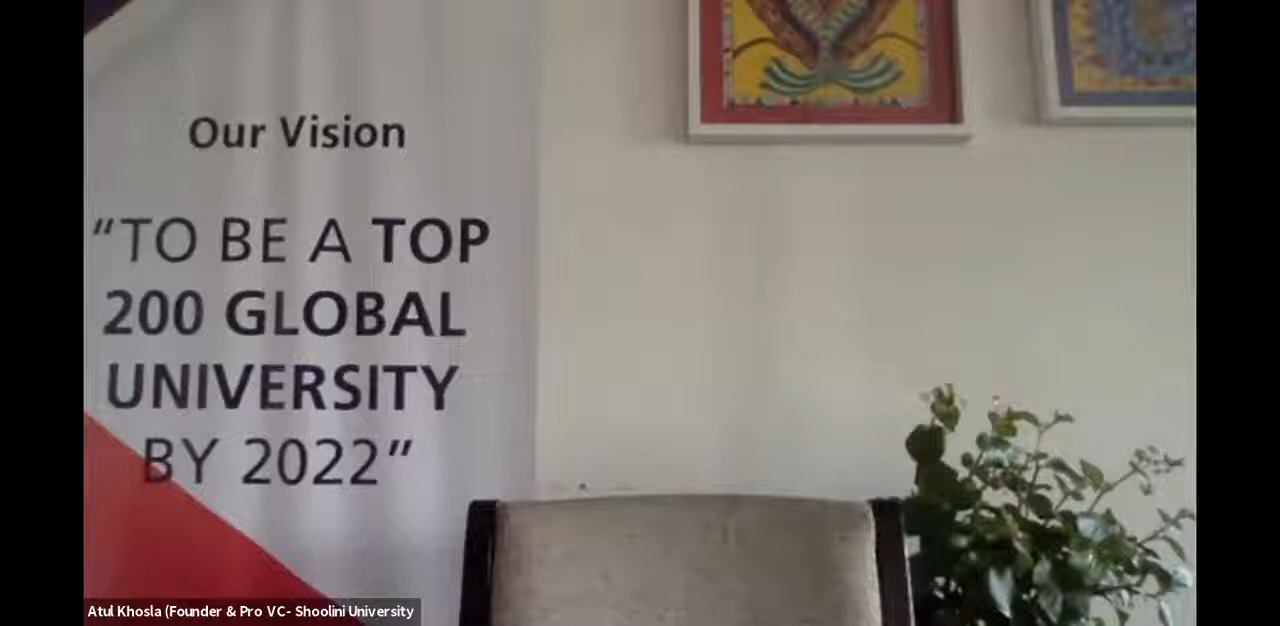 Our Vision
“TO BE A TOP
200 GLOBAL
UNIVERSITY
BY 2022”
Atul Khosla (Founder & Pro VC- Shoolini University